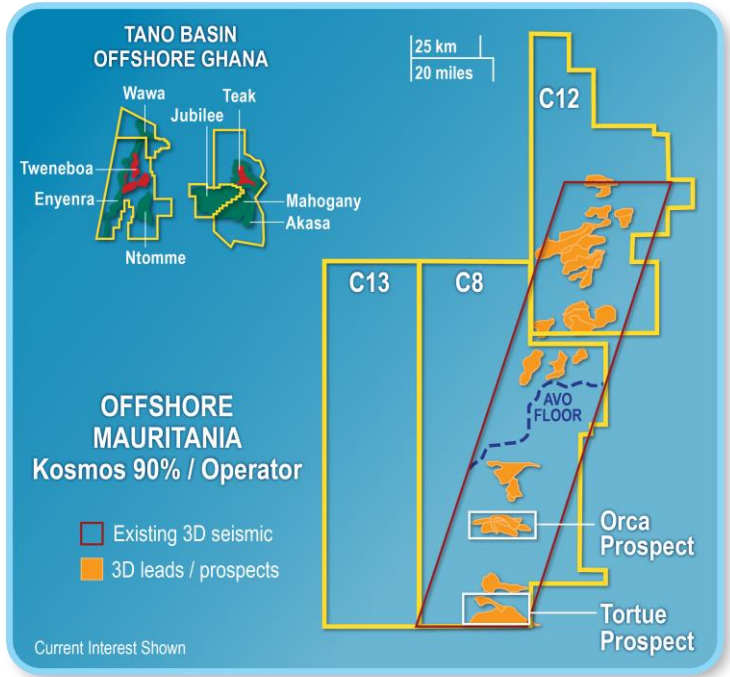 TANO BASIN
OFFSHORE GHANA
Wawa
Teak
Jubilee
Tweneboa
Enyenra
Mahogany
Akasa
Ntomme
25 km
20 miles
C12
C13
C8
AVO
FLOOR
OFFSHORE
MAURITANIA
Kosmos 90% / Operator
Existing 3D seismic
3D leads / prospects
Orca
Prospect
Tortue
Prospect
Current Interest Shown